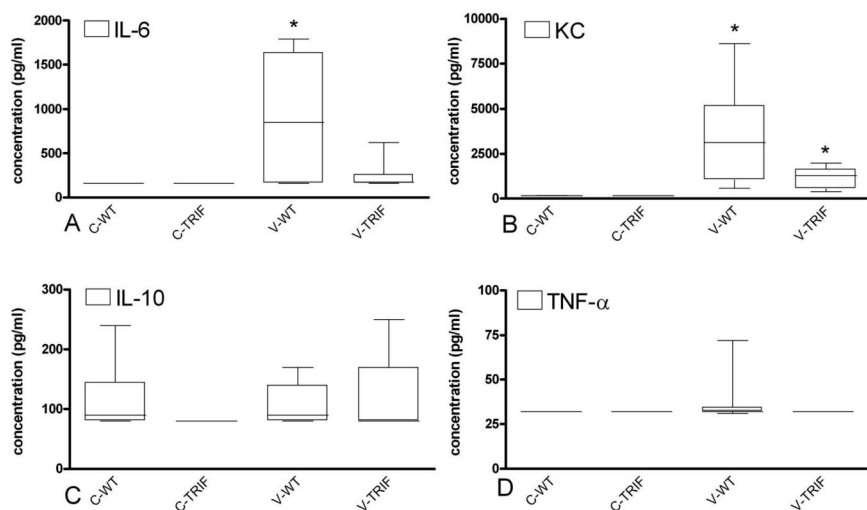 IL-6
concentration (pg/ml)
2000
1500
1000
500
0
*
A
C-WT
C-TRIF
V-WT
V-TRIF
KC
concentration (pg/ml)
10000
7500
5000
2500
0
*
*
B
C-WT
C-TRIF
V-WT
V-TRIF
IL-10
concentration (pg/ml)
300
200
100
0
C
C-WT
C-TRIF
V-WT
V-TRIF
TNF-α
concentration (pg/ml)
100
75
50
25
0
D
C-WT
C-TRIF
V-WT
V-TRIF